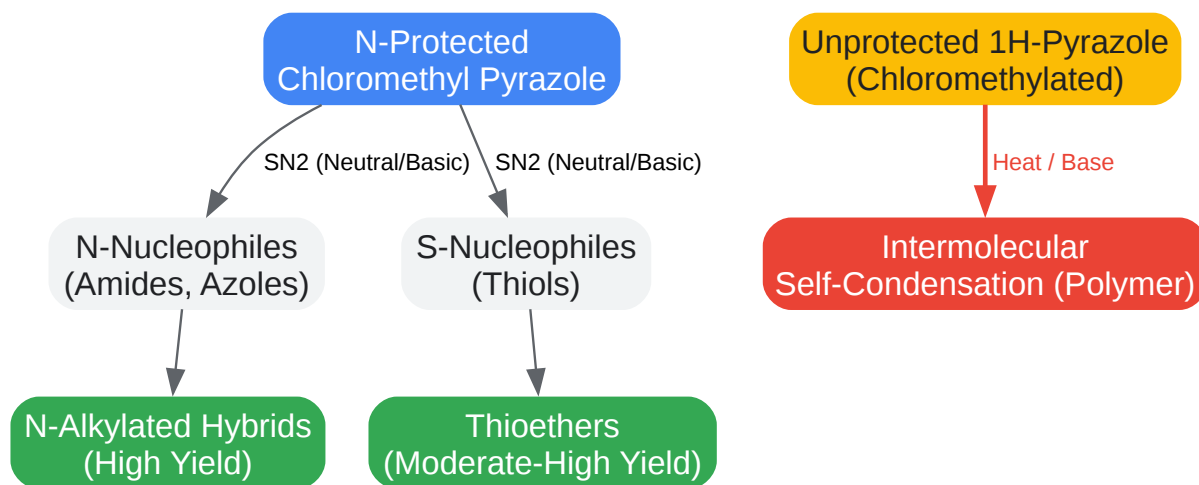 N-Protected
Chloromethyl Pyrazole
Unprotected 1H-Pyrazole
(Chloromethylated)
SN2 (Neutral/Basic)
SN2 (Neutral/Basic)
Heat / Base
N-Nucleophiles
(Amides, Azoles)
S-Nucleophiles
(Thiols)
Intermolecular
Self-Condensation (Polymer)
N-Alkylated Hybrids
(High Yield)
Thioethers
(Moderate-High Yield)